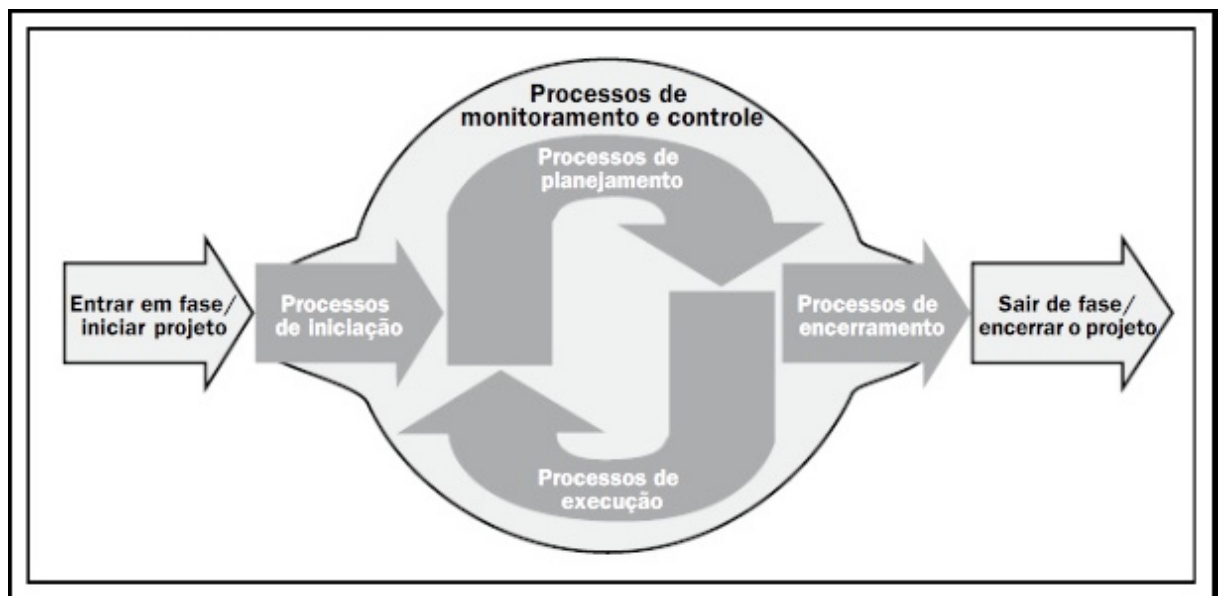 Processos de
monitoramento e controle
Processos de
planejamento
Entrar em fase/
iniciar projeto
Processos
de iniciação
Processos de
encerramento
Sair de fase/
encerrar o projeto
Processos de
execução